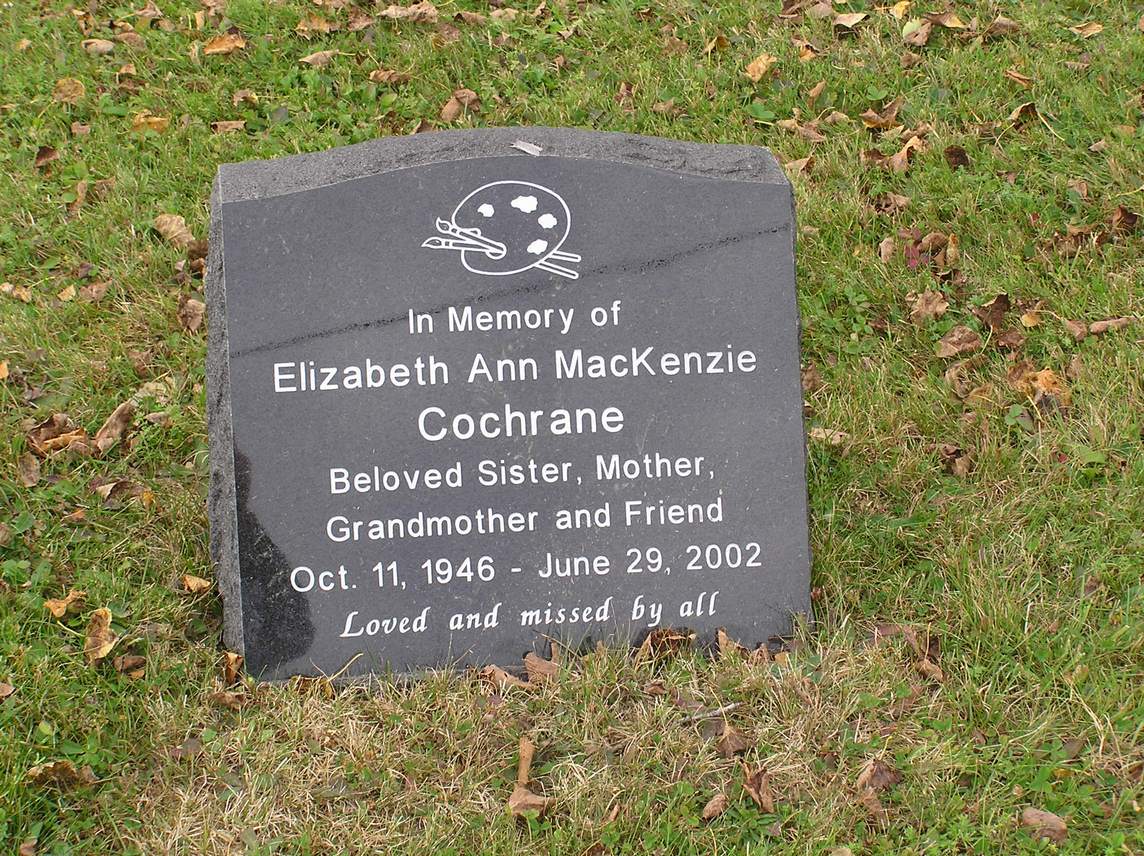 In Memory of
Elizabeth Ann MacKenzie
Cochrane
Beloved Sister, Mother,
Grandmother and Friend
Oct. 11, 1946 - June 29, 2002
Loved and missed by all